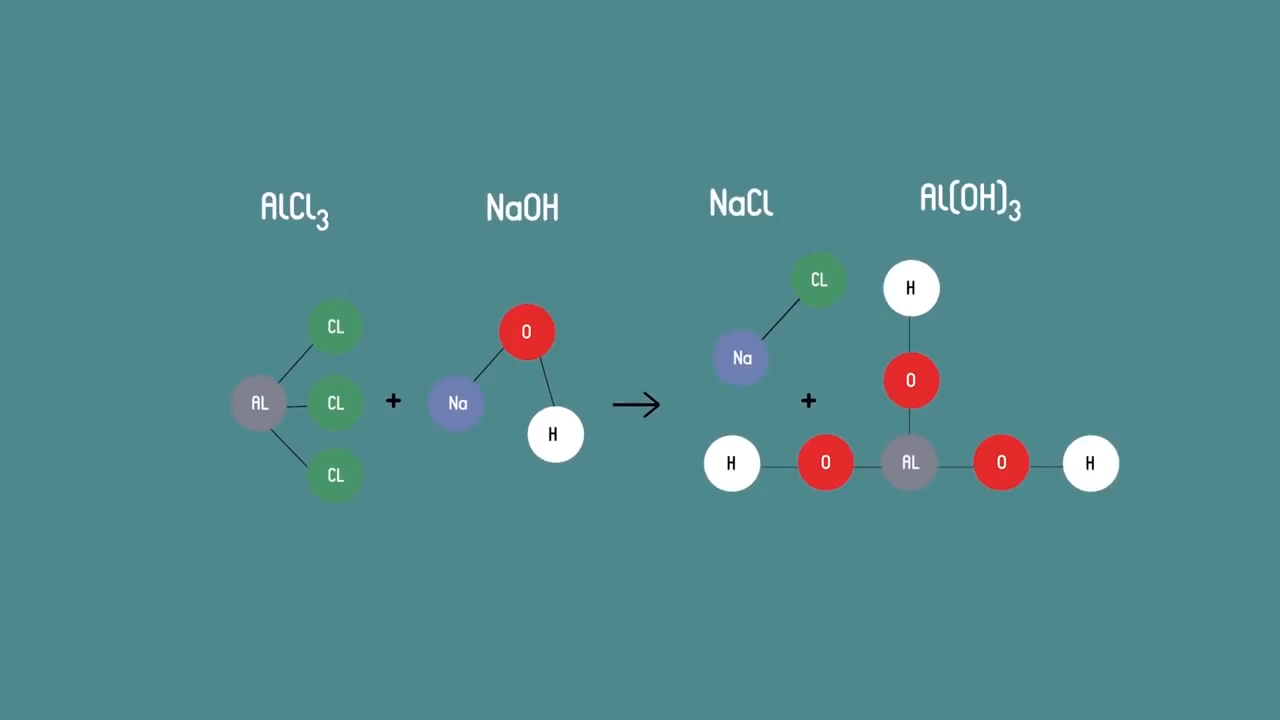 AlCl₃ NaOH NaCl Al(OH)₃
CL H
CL O
Na O
AL CL + Na H → +
CL H O AL O H